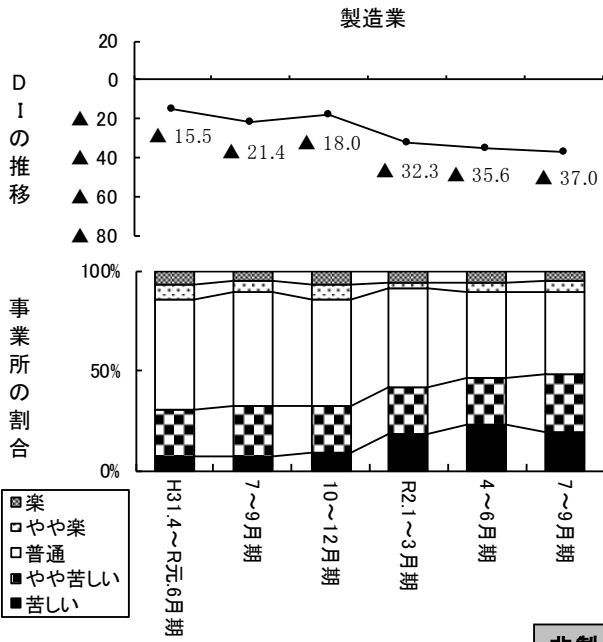 製造業
DIの推移
20
0
▲ 20
▲ 40
▲ 60
▲ 80
▲ 15.5
▲ 21.4
▲ 18.0
▲ 32.3
▲ 35.6
▲ 37.0
事業所の割合
100%
50%
0%
H31.4～R元.6月期
7～9月期
10～12月期
R2.1～3月期
4～6月期
7～9月期
楽
やや楽
普通
やや苦しい
苦しい